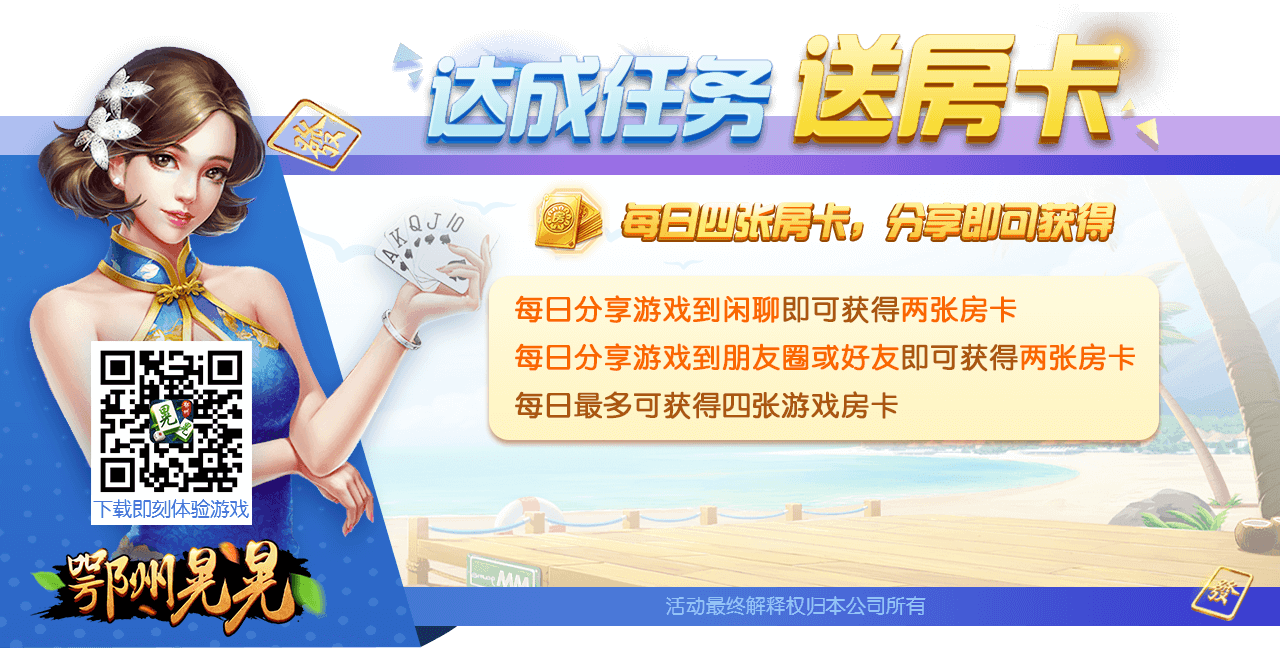 达成任务 送房卡
發
每日四张房卡，分享即可获得
A K Q J 10
每日分享游戏到闲聊即可获得两张房卡
每日分享游戏到朋友圈或好友即可获得两张房卡
每日最多可获得四张游戏房卡
晃
下载即刻体验游戏
鄂州晃晃
MM
活动最终解释权归本公司所有
發